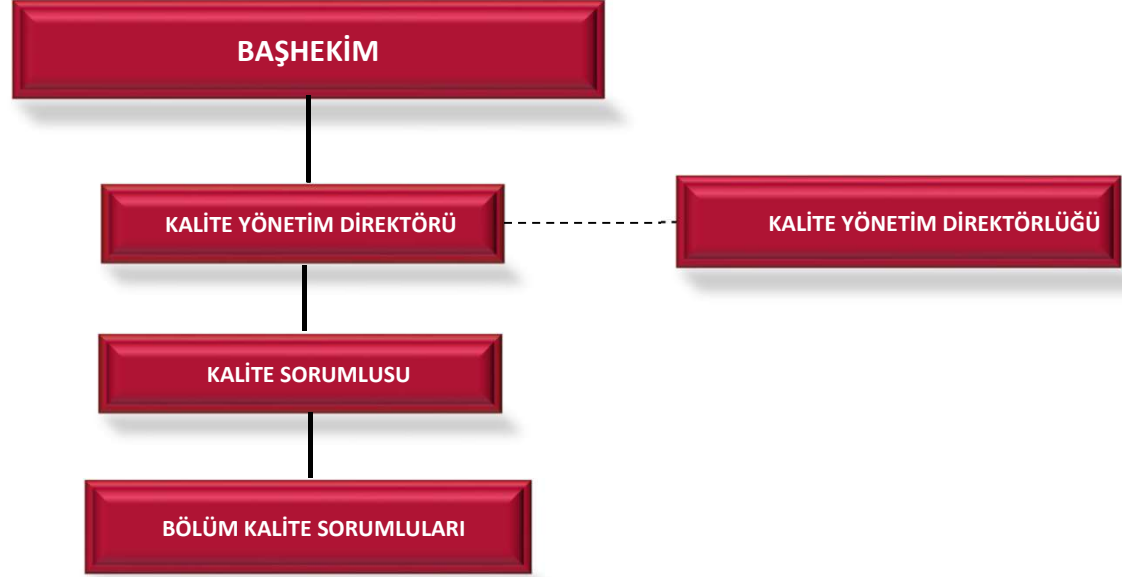 BAŞHEKİM
KALİTE YÖNETİM DİREKTÖRÜ
KALİTE YÖNETİM DİREKTÖRLÜĞÜ
KALİTE SORUMLUSU
BÖLÜM KALİTE SORUMLULARI